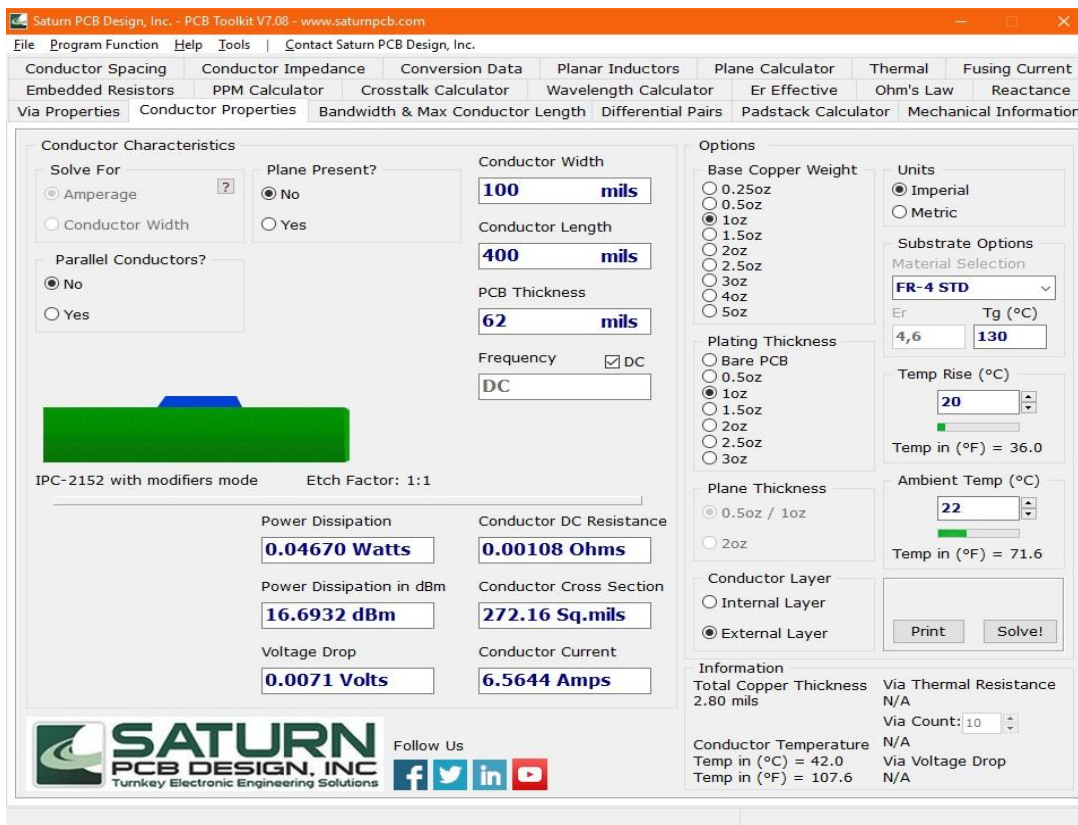 Saturn PCB Design, Inc. - PCB Toolkit V7.08 - www.saturnpcb.com
File Program Function Help Tools | Contact Saturn PCB Design, Inc.
Conductor Spacing Conductor Impedance Conversion Data Planar Inductors Plane Calculator Thermal Fusing Current
Embedded Resistors PPM Calculator Crosstalk Calculator Wavelength Calculator Er Effective Ohm's Law Reactance
Via Properties Conductor Properties Bandwidth & Max Conductor Length Differential Pairs Padstack Calculator Mechanical Information
Conductor Characteristics
Solve For
Amperage
?
Conductor Width
Plane Present?
No
Yes
Parallel Conductors?
No
Yes
Conductor Width
100 mils
Conductor Length
400 mils
PCB Thickness
62 mils
Frequency
DC
DC
IPC-2152 with modifiers mode Etch Factor: 1:1
Power Dissipation
0.04670 Watts
Power Dissipation in dBm
16.6932 dBm
Voltage Drop
0.0071 Volts
Conductor DC Resistance
0.00108 Ohms
Conductor Cross Section
272.16 Sq.mils
Conductor Current
6.5644 Amps
Options
Base Copper Weight
0.25oz
0.5oz
1oz
1.5oz
2oz
2.5oz
3oz
4oz
5oz
Plating Thickness
Bare PCB
0.5oz
1oz
1.5oz
2oz
2.5oz
3oz
Plane Thickness
0.5oz / 1oz
2oz
Conductor Layer
Internal Layer
External Layer
Units
Imperial
Metric
Substrate Options
Material Selection
FR-4 STD
Er Tg (°C)
4,6 130
Temp Rise (°C)
20
Temp in (°F) = 36.0
Ambient Temp (°C)
22
Temp in (°F) = 71.6
Print Solve!
Information
Total Copper Thickness
2.80 mils
Conductor Temperature
Temp in (°C) = 42.0
Temp in (°F) = 107.6
Via Thermal Resistance
N/A
Via Count: 10
N/A
Via Voltage Drop
N/A
SATURN
PCB DESIGN, INC
Turnkey Electronic Engineering Solutions
Follow Us